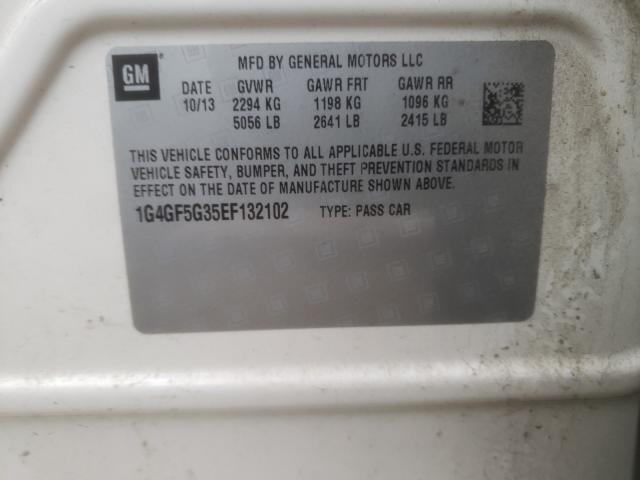 GM
MFD BY GENERAL MOTORS LLC
DATE GVWR GAWR FRT GAWR RR
10/13 2294 KG 1198 KG 1096 KG
5056 LB 2641 LB 2415 LB
THIS VEHICLE CONFORMS TO ALL APPLICABLE U.S. FEDERAL MOTOR
VEHICLE SAFETY, BUMPER, AND THEFT PREVENTION STANDARDS IN
EFFECT ON THE DATE OF MANUFACTURE SHOWN ABOVE.
1G4GF5G35EF132102 TYPE: PASS CAR